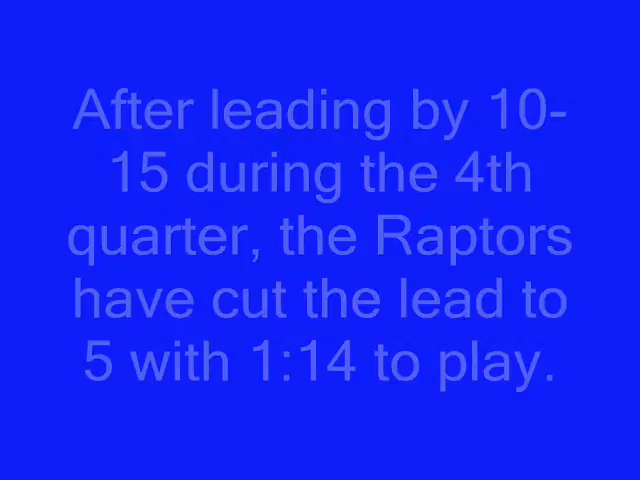 After leading by 10-
15 during the 4th
quarter, the Raptors
have cut the lead to
5 with 1:14 to play.